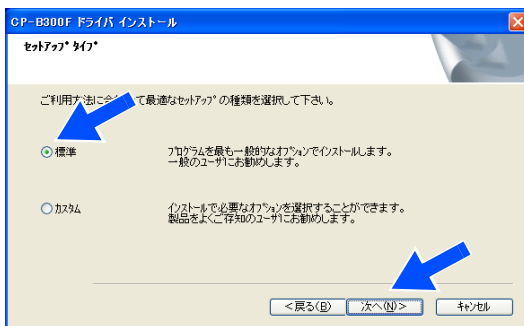 CP-B300F ドライバ インストール
セットアップ タイプ
ご利用方法に合 て最適なセットアップの種類を選択して下さい。
標準
プログラムを最も一般的なオプションでインストールします。
一般のユーザにお勧めします。
カスタム
インストールで必要なオプションを選択することができます。
製品をよくご存知のユーザにお勧めします。
<戻る(B)
次へ(N)>
キャンセル